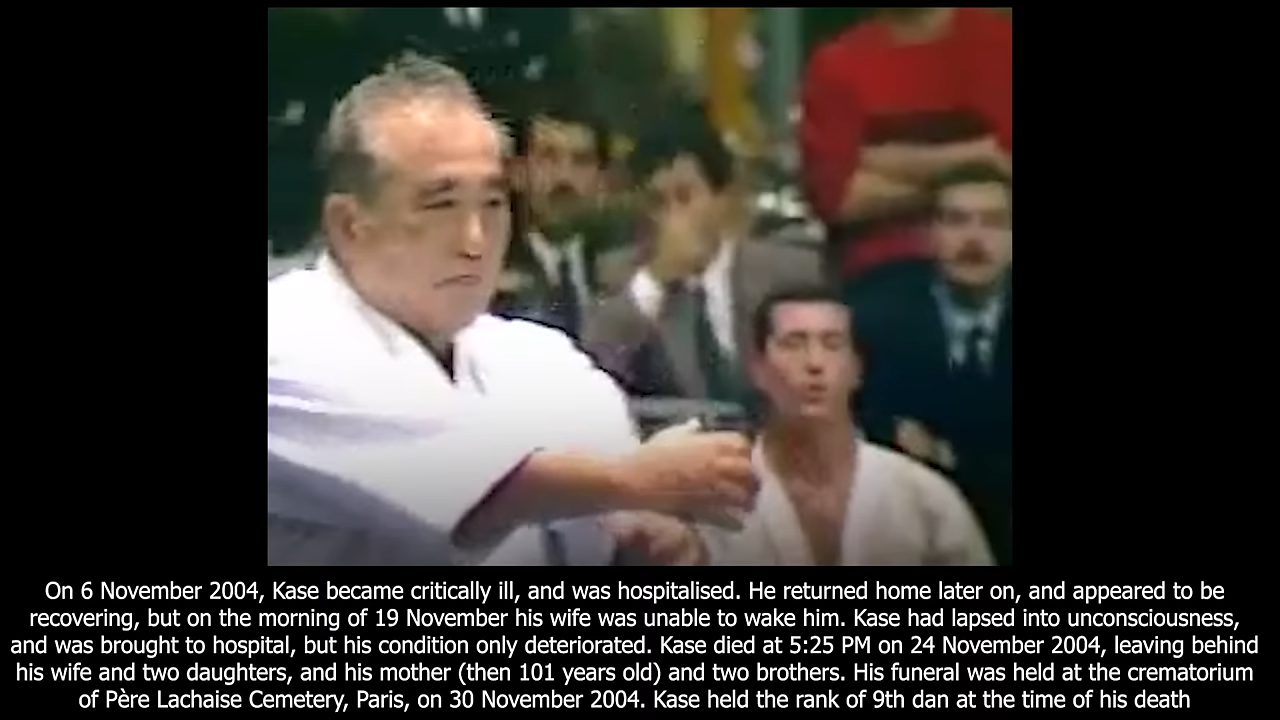 On 6 November 2004, Kase became critically ill, and was hospitalised. He returned home later on, and appeared to be
recovering, but on the morning of 19 November his wife was unable to wake him. Kase had lapsed into unconsciousness,
and was brought to hospital, but his condition only deteriorated. Kase died at 5:25 PM on 24 November 2004, leaving behind
his wife and two daughters, and his mother (then 101 years old) and two brothers. His funeral was held at the crematorium
of Père Lachaise Cemetery, Paris, on 30 November 2004. Kase held the rank of 9th dan at the time of his death